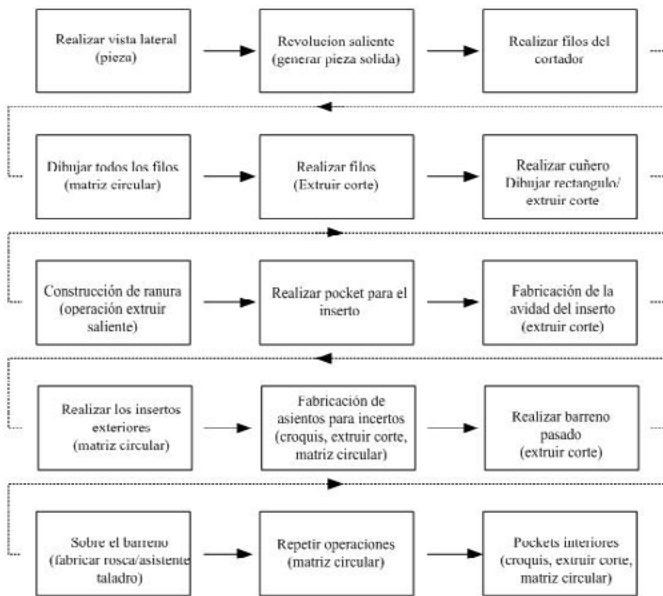 Realizar vista lateral
(pieza)
Revolucion saliente
(generar pieza solida)
Realizar filos del
cortador
Dibujar todos los filos
(matriz circular)
Realizar filos
(Extruir corte)
Realizar cuñero
Dibujar rectangulo/
extruir corte
Construcción de ranura
(operación extruir
saliente)
Realizar pocket para el
inserto
Fabricación de la
avidad del inserto
(extruir corte)
Realizar los insertos
exteriores
(matriz circular)
Fabricación de
asientos para incertos
(croquis, extruir corte,
matriz circular)
Realizar barreno
pasado
(extruir corte)
Sobre el barreno
(fabricar rosca/asistente
taladro)
Repetir operaciones
(matriz circular)
Pockets interiores
(croquis, extruir corte,
matriz circular)